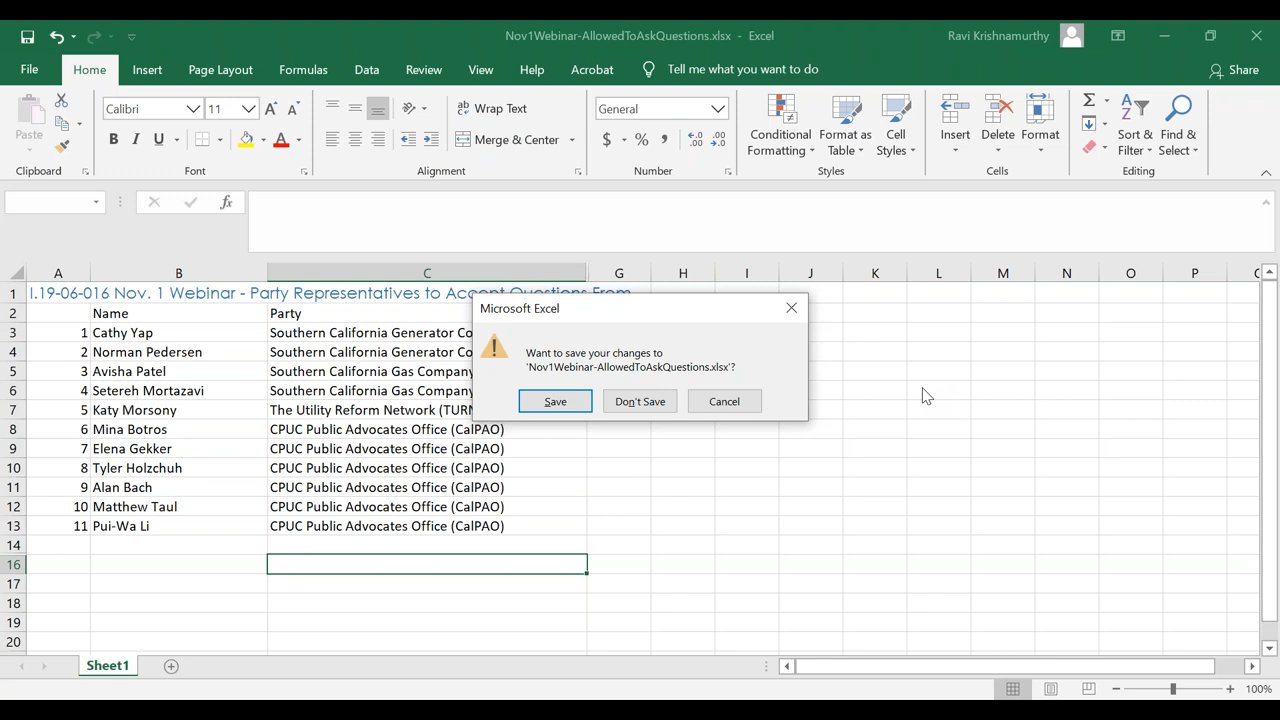 Nov1Webinar-AllowedToAskQuestions.xlsx - Excel
Ravi Krishnamurthy
File Home Insert Page Layout Formulas Data Review View Help Acrobat Tell me what you want to do Share
Paste
Calibri 11
B I U A
Wrap Text
Merge & Center
General
$ % ,
Conditional Formatting
Format as Table
Cell Styles
Insert Delete Format
Sort & Filter
Find & Select
Clipboard Font Alignment Number Styles Cells Editing
fx
A B C G H I J K L M N O P
1 I.19-06-016 Nov. 1 Webinar - Party Representatives to Accept Questions From
2 Name Party
3 1 Cathy Yap Southern California Generator Co
4 2 Norman Pedersen Southern California Generator Co
5 3 Avisha Patel Southern California Gas Company
6 4 Setereh Mortazavi Southern California Gas Company
7 5 Katy Morsony The Utility Reform Network (TURN
8 6 Mina Botros CPUC Public Advocates Office (CalPAO)
9 7 Elena Gekker CPUC Public Advocates Office (CalPAO)
10 8 Tyler Holzchuh CPUC Public Advocates Office (CalPAO)
11 9 Alan Bach CPUC Public Advocates Office (CalPAO)
12 10 Matthew Taul CPUC Public Advocates Office (CalPAO)
13 11 Pui-Wa Li CPUC Public Advocates Office (CalPAO)
14
16
17
18
19
20
Microsoft Excel
Want to save your changes to
'Nov1Webinar-AllowedToAskQuestions.xlsx'?
Save Don't Save Cancel
Sheet1
100%